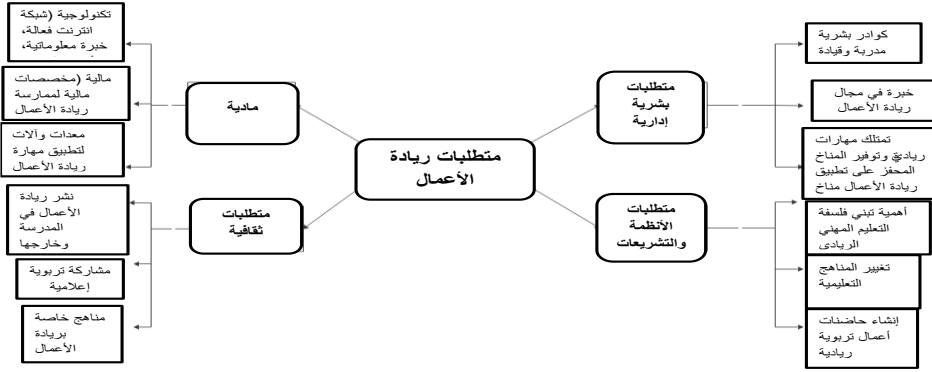 متطلبات ريادة
الأعمال
متطلبات
بشرية
إدارية
كوادر بشرية
مدربة وقيادة
خبرة في مجال
ريادة الأعمال
تمتلك مهارات
ريادية وتوفير المناخ
المحفز على تطبيق
ريادة الأعمال مناخ
متطلبات
الأنظمة
والتشريعات
أهمية تبني فلسفة
التعليم المهني
الريادى
تغيير المناهج
التعليمية
إنشاء حاضنات
أعمال تربوية
ريادية
مادية
تكنولوجية (شبكة
انترنت فعالة،
خبرة معلوماتية،
مالية (مخصصات
مالية لممارسة
ريادة الأعمال
معدات وآلات
لتطبيق مهارة
ريادة الأعمال
متطلبات
ثقافية
نشر ريادة
الأعمال في
المدرسة
وخارجها
مشاركة تربوية
إعلامية
مناهج خاصة
بريادة
الأعمال